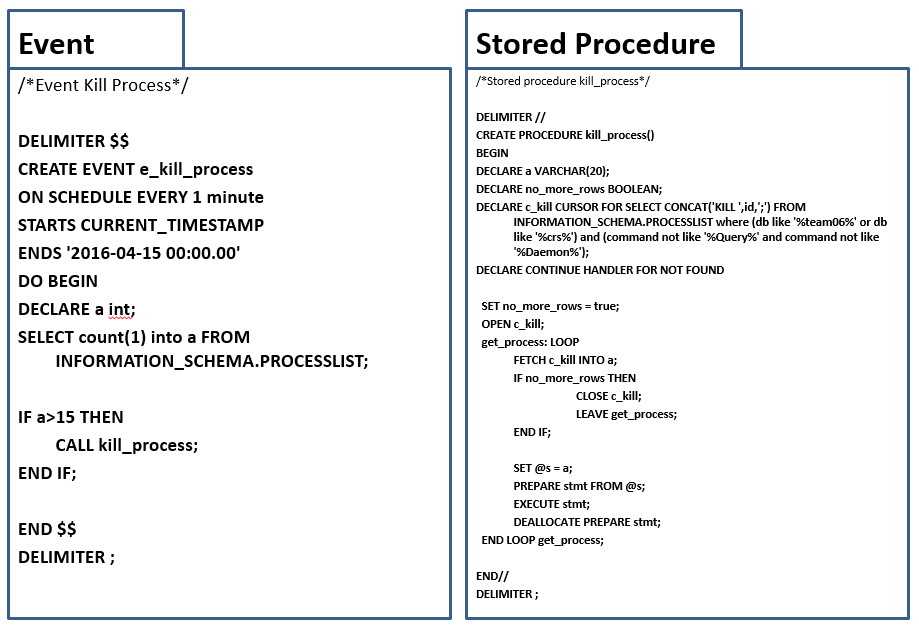 Event
/*Event Kill Process*/
DELIMITER $$
CREATE EVENT e_kill_process
ON SCHEDULE EVERY 1 minute
STARTS CURRENT_TIMESTAMP
ENDS '2016-04-15 00:00.00'
DO BEGIN
DECLARE a int;
SELECT count(1) into a FROM
INFORMATION_SCHEMA.PROCESSLIST;
IF a>15 THEN
CALL kill_process;
END IF;
END $$
DELIMITER ;
Stored Procedure
/*Stored procedure kill_process*/
DELIMITER //
CREATE PROCEDURE kill_process()
BEGIN
DECLARE a VARCHAR(20);
DECLARE no_more_rows BOOLEAN;
DECLARE c_kill CURSOR FOR SELECT CONCAT('KILL ',id,';') FROM
INFORMATION_SCHEMA.PROCESSLIST where (db like '%team06%' or db
like '%crs%') and (command not like '%Query%' and command not like
'%Daemon%');
DECLARE CONTINUE HANDLER FOR NOT FOUND
SET no_more_rows = true;
OPEN c_kill;
get_process: LOOP
FETCH c_kill INTO a;
IF no_more_rows THEN
CLOSE c_kill;
LEAVE get_process;
END IF;
SET @s = a;
PREPARE stmt FROM @s;
EXECUTE stmt;
DEALLOCATE PREPARE stmt;
END LOOP get_process;
END//
DELIMITER ;